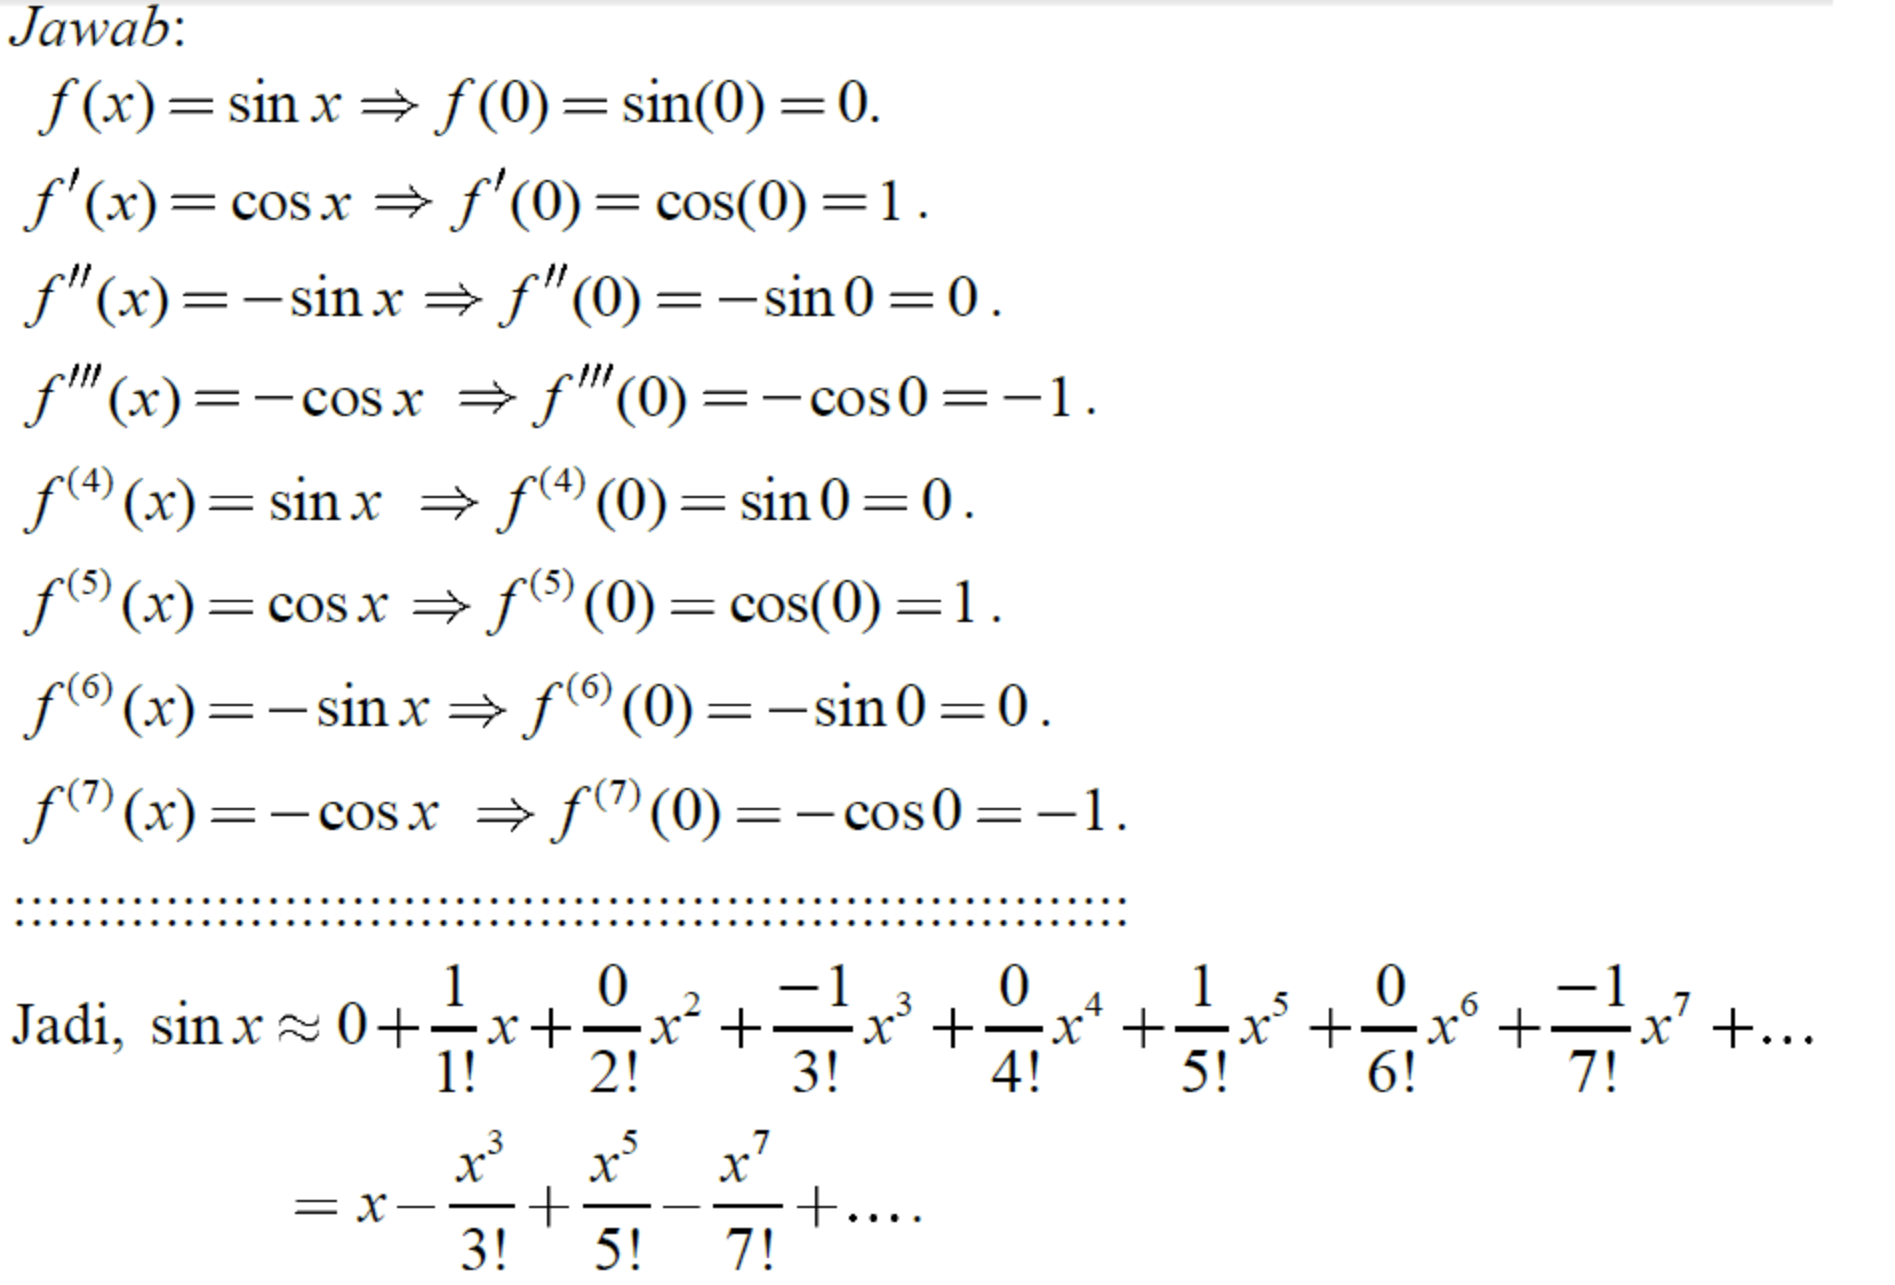 Jawab:
f(x) = sin x ⇒ f(0) = sin(0) = 0.
f′(x) = cos x ⇒ f′(0) = cos(0) = 1.
f″(x) = −sin x ⇒ f″(0) = −sin 0 = 0.
f‴(x) = −cos x ⇒ f‴(0) = −cos 0 = −1.
f⁽⁴⁾(x) = sin x ⇒ f⁽⁴⁾(0) = sin 0 = 0.
f⁽⁵⁾(x) = cos x ⇒ f⁽⁵⁾(0) = cos(0) = 1.
f⁽⁶⁾(x) = −sin x ⇒ f⁽⁶⁾(0) = −sin 0 = 0.
f⁽⁷⁾(x) = −cos x ⇒ f⁽⁷⁾(0) = −cos 0 = −1.
::::::::::::::::::::::::::::::::::::::::::::::::::::::::::::::::::
Jadi, sin x ≈ 0 + 1/1! x + 0/2! x² + −1/3! x³ + 0/4! x⁴ + 1/5! x⁵ + 0/6! x⁶ + −1/7! x⁷ + …
= x − x³/3! + x⁵/5! − x⁷/7! + ….